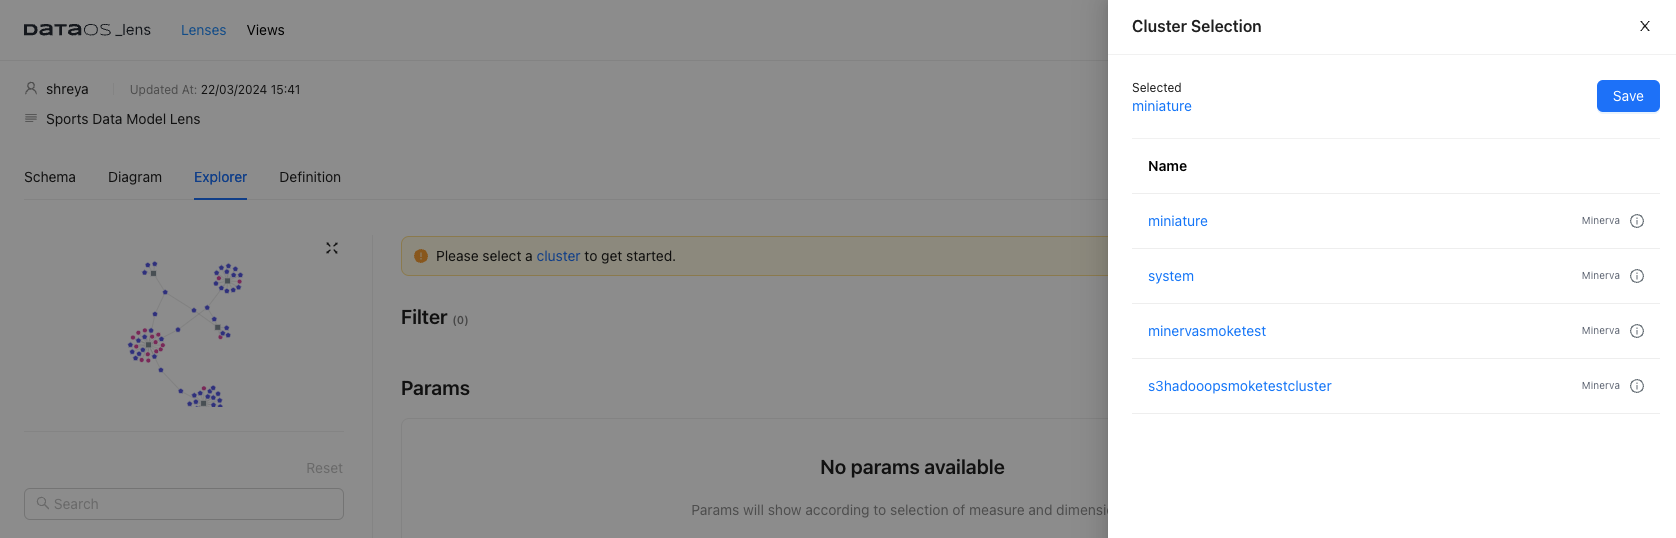 DATAOS_lens Lenses Views
shreya Updated At: 22/03/2024 15:41
Sports Data Model Lens
Schema Diagram Explorer Definition
Please select a cluster to get started.
Filter (0)
Params
No params available
Reset
Search
Params will show according to selection of measure and dimensi
Cluster Selection
Selected
miniature
Save
Name
miniature Minerva
system Minerva
minervasmoketest Minerva
s3hadooopsmoketestcluster Minerva